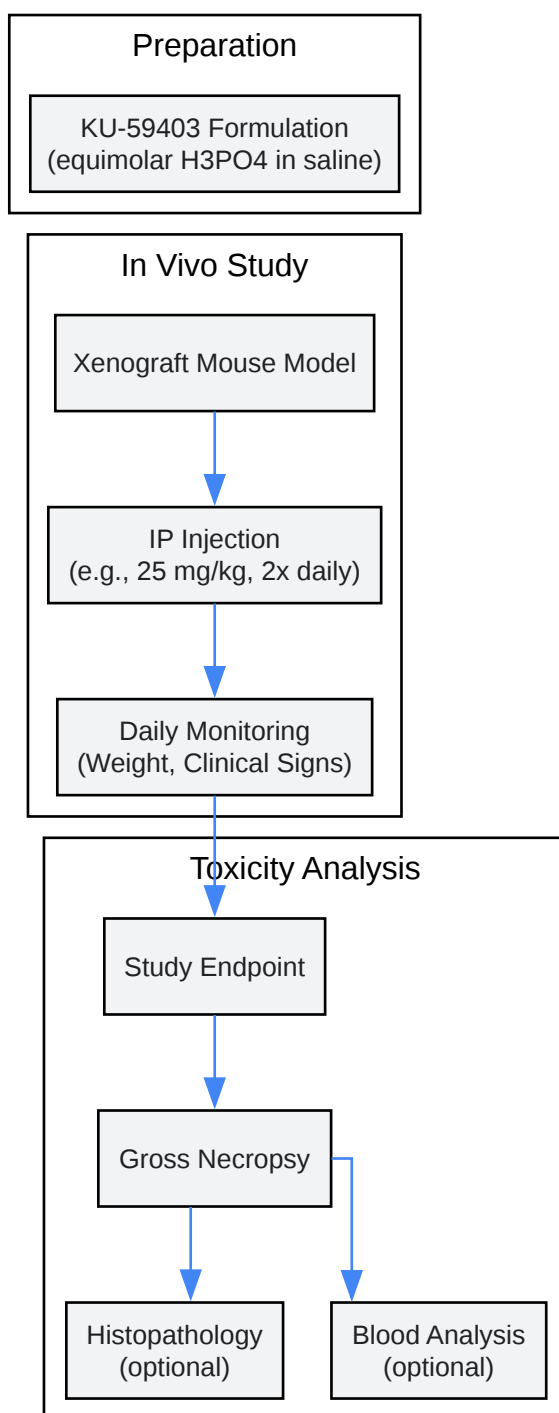 Preparation
KU-59403 Formulation
(equimolar H3PO4 in saline)
In Vivo Study
Xenograft Mouse Model
IP Injection
(e.g., 25 mg/kg, 2x daily)
Daily Monitoring
(Weight, Clinical Signs)
Toxicity Analysis
Study Endpoint
Gross Necropsy
Histopathology
(optional)
Blood Analysis
(optional)